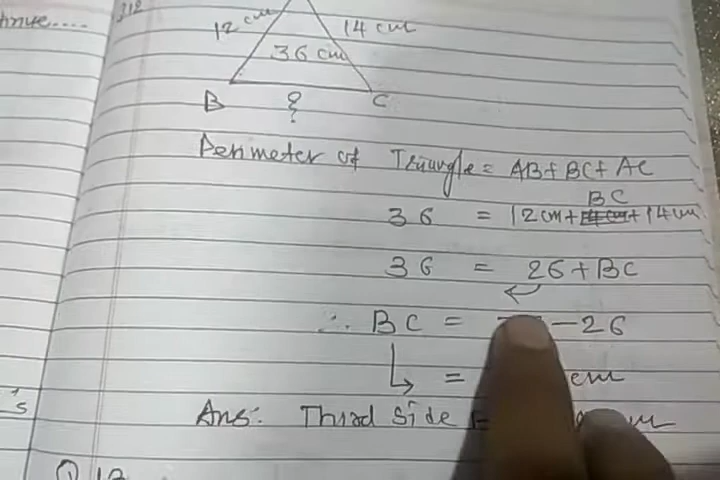 12 cm 14 cm
36 cm
B ? C
Perimeter of Triangle = AB + BC + AC
BC
36 = 12 cm + + 14 cm
36 = 26 + BC
∴ BC = - 26
= cm
Ans: Third Side